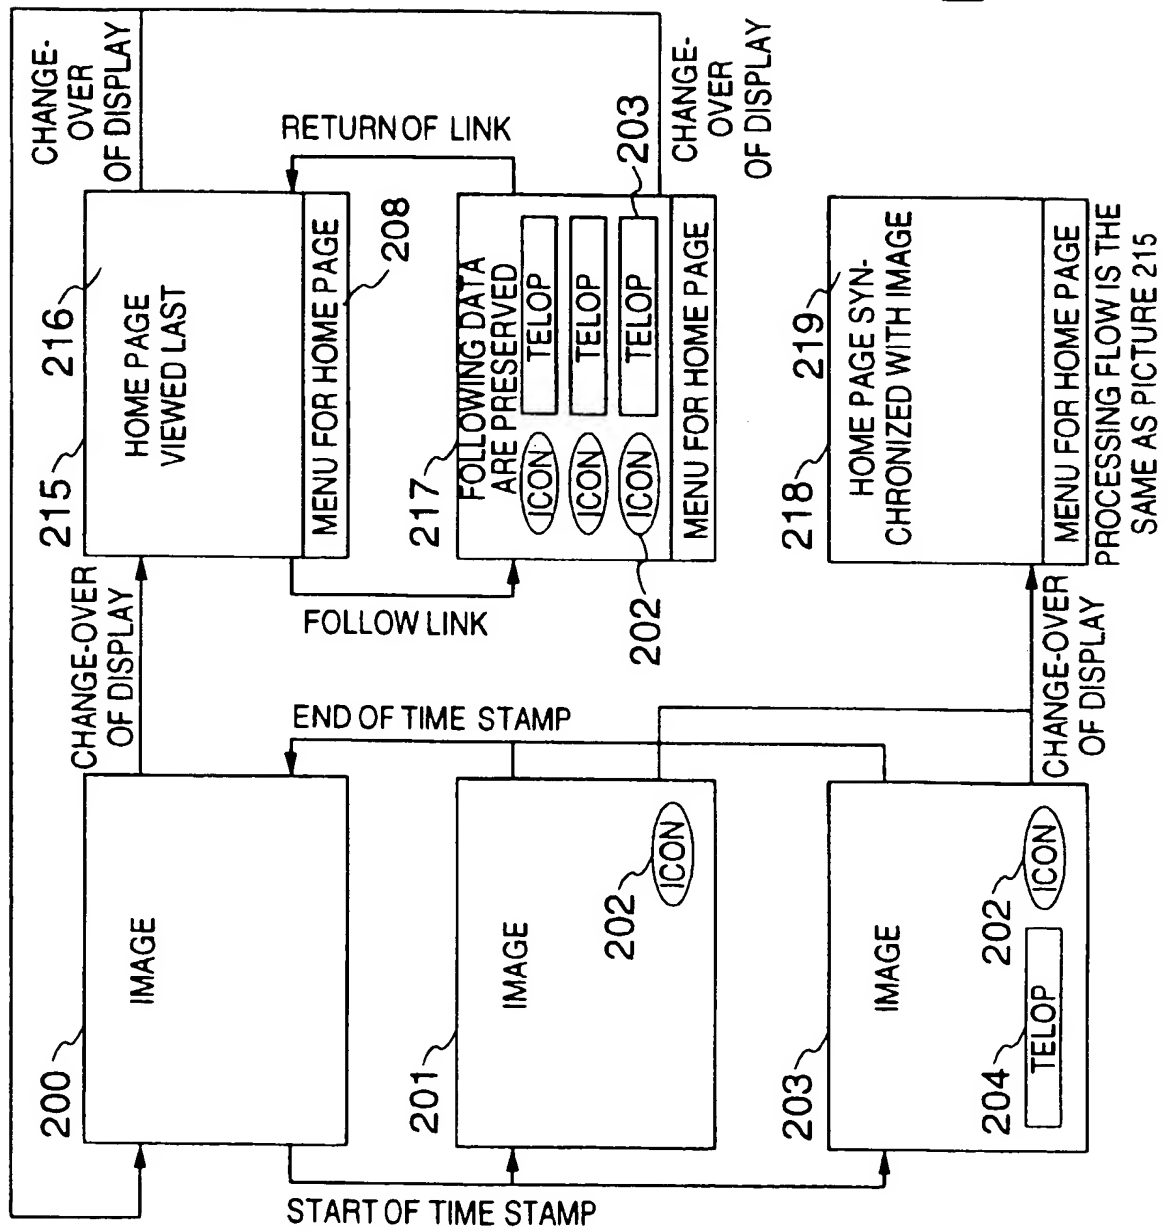 CHANGE-
OVER
OF DISPLAY
200
IMAGE
CHANGE-OVER
OF DISPLAY
215
216
HOME PAGE
VIEWED LAST
MENU FOR HOME PAGE
208
START OF TIME STAMP
END OF TIME STAMP
FOLLOW LINK
RETURN OF LINK
201
IMAGE
202
ICON
217
FOLLOWING DATA
ARE PRESERVED
ICON
TELOP
ICON
TELOP
ICON
TELOP
202
203
MENU FOR HOME PAGE
CHANGE-
OVER
OF DISPLAY
203
IMAGE
204
TELOP
202
ICON
CHANGE-OVER
OF DISPLAY
218
219
HOME PAGE SYN-
CHRONIZED WITH IMAGE
MENU FOR HOME PAGE
PROCESSING FLOW IS THE
SAME AS PICTURE 215